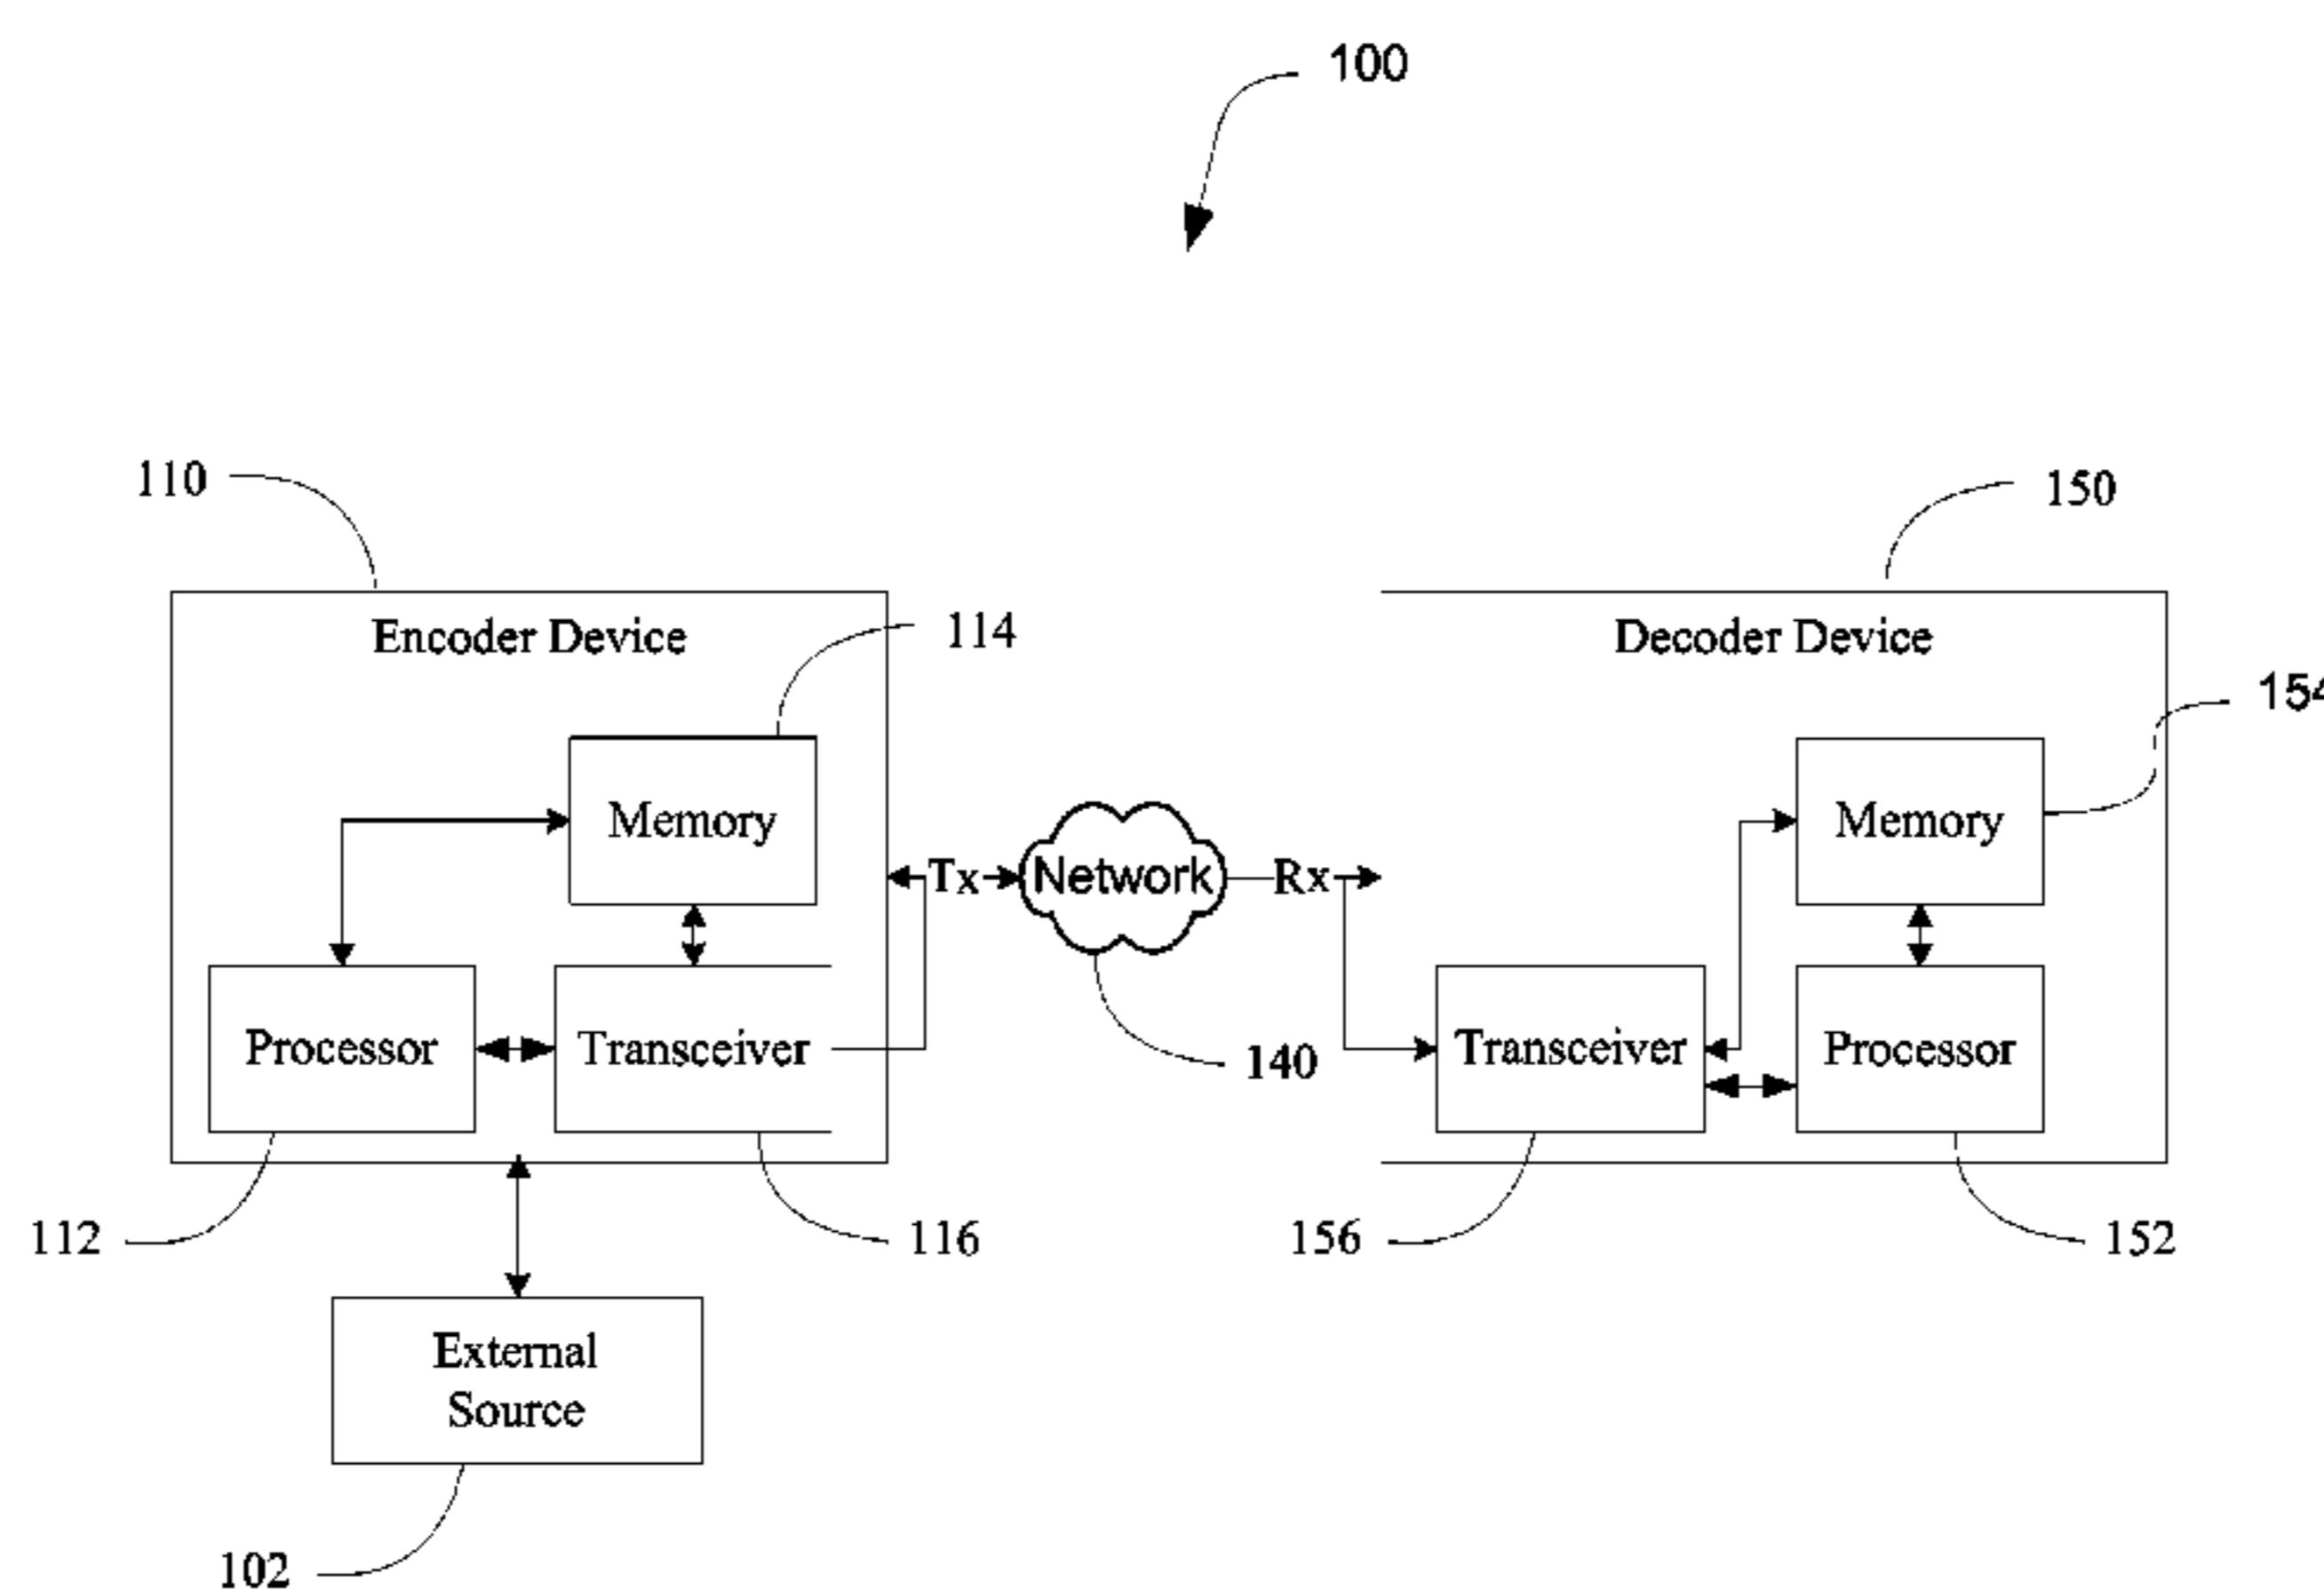 100
110
150
Encoder Device
114
Decoder Device
154
Memory
Memory
Tx
Network
Rx
Processor
Transceiver
140
Transceiver
Processor
112
116
156
152
External
Source
102